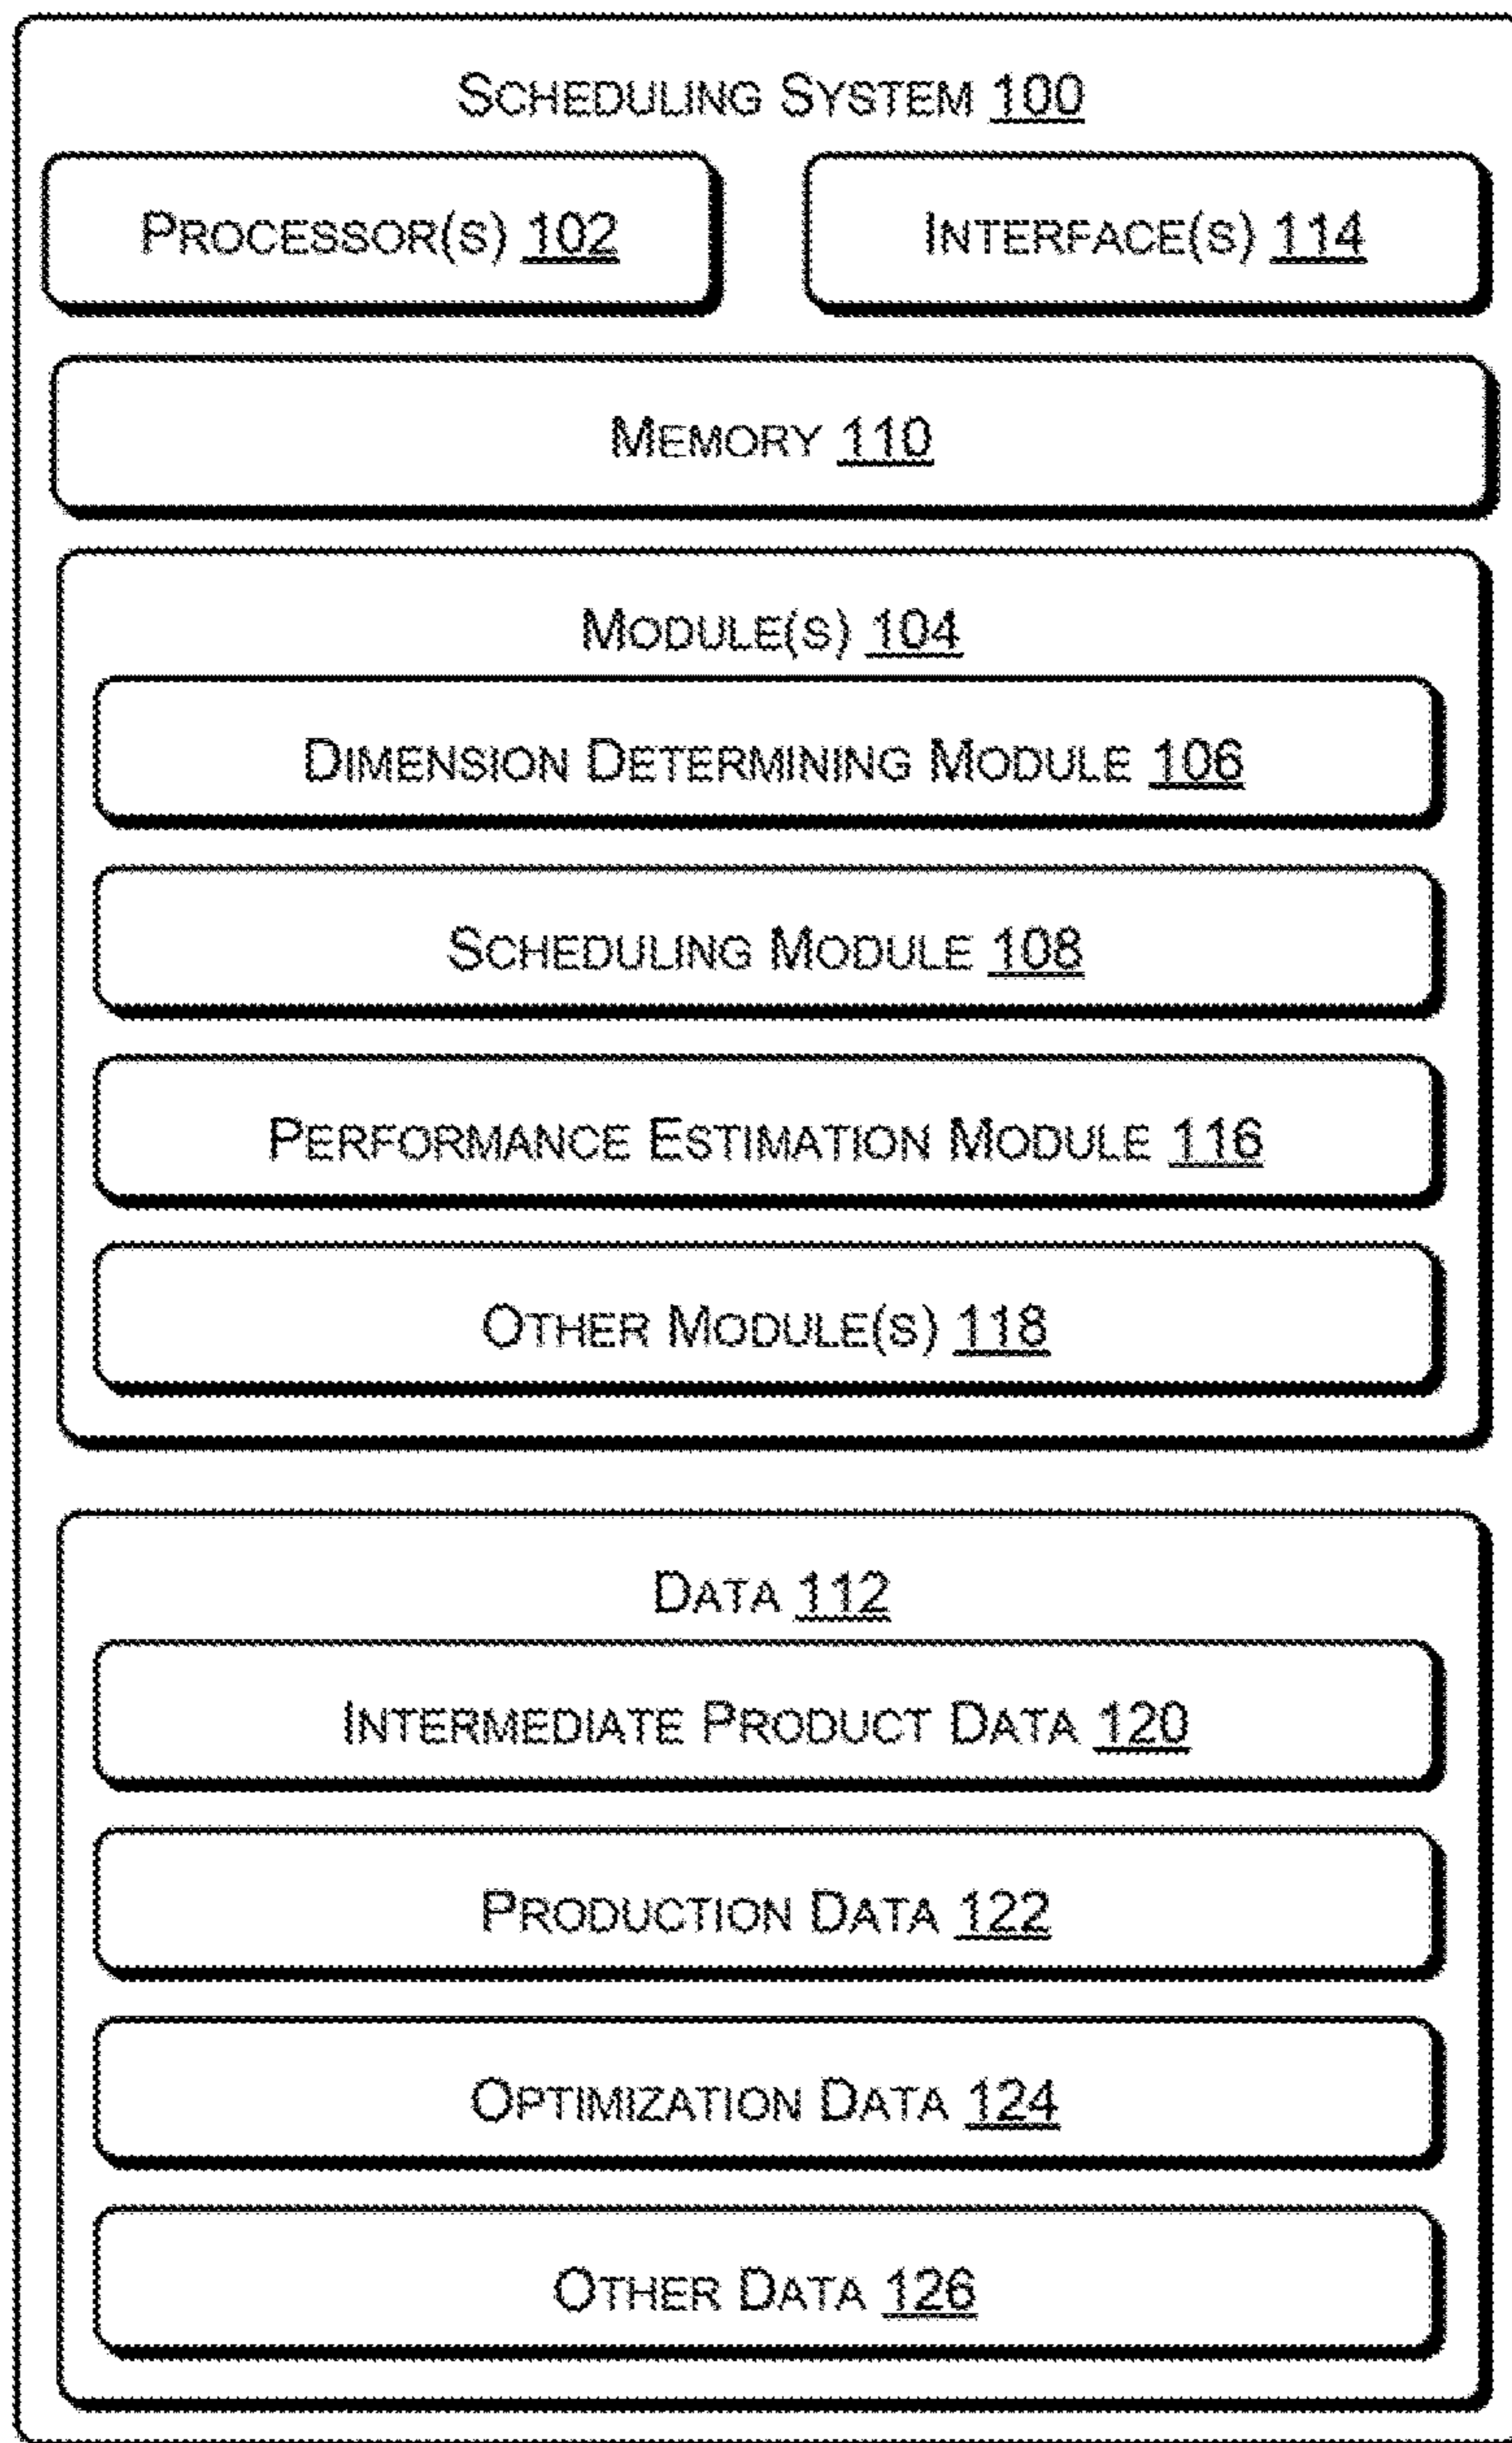 SCHEDULING SYSTEM 100
PROCESSOR(S) 102
INTERFACE(S) 114
MEMORY 110
MODULE(S) 104
DIMENSION DETERMINING MODULE 106
SCHEDULING MODULE 108
PERFORMANCE ESTIMATION MODULE 116
OTHER MODULE(S) 118
DATA 112
INTERMEDIATE PRODUCT DATA 120
PRODUCTION DATA 122
OPTIMIZATION DATA 124
OTHER DATA 126